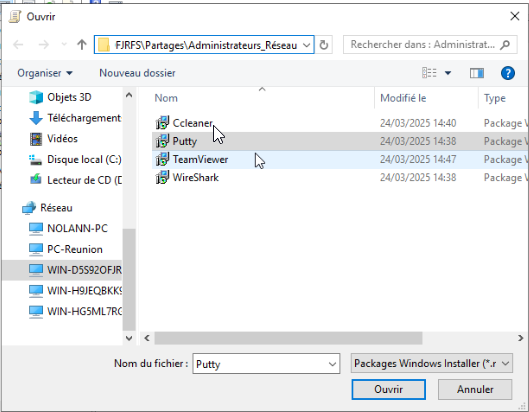 Ouvrir
FJRFS\Partages\Administrateurs_Réseau
Rechercher dans : Administrat...
Organiser
Nouveau dossier
Objets 3D
Téléchargement
Vidéos
Disque local (C:)
Lecteur de CD (D
Réseau
NOLANN-PC
PC-Reunion
WIN-D5S92OFJR
WIN-H9JEQBKK9
WIN-HG5ML7RC
Nom Modifié le Type
Ccleaner 24/03/2025 14:40 Package W
Putty 24/03/2025 14:38 Package W
TeamViewer 24/03/2025 14:47 Package W
WireShark 24/03/2025 14:38 Package W
Nom du fichier : Putty
Packages Windows Installer (*.r
Ouvrir Annuler